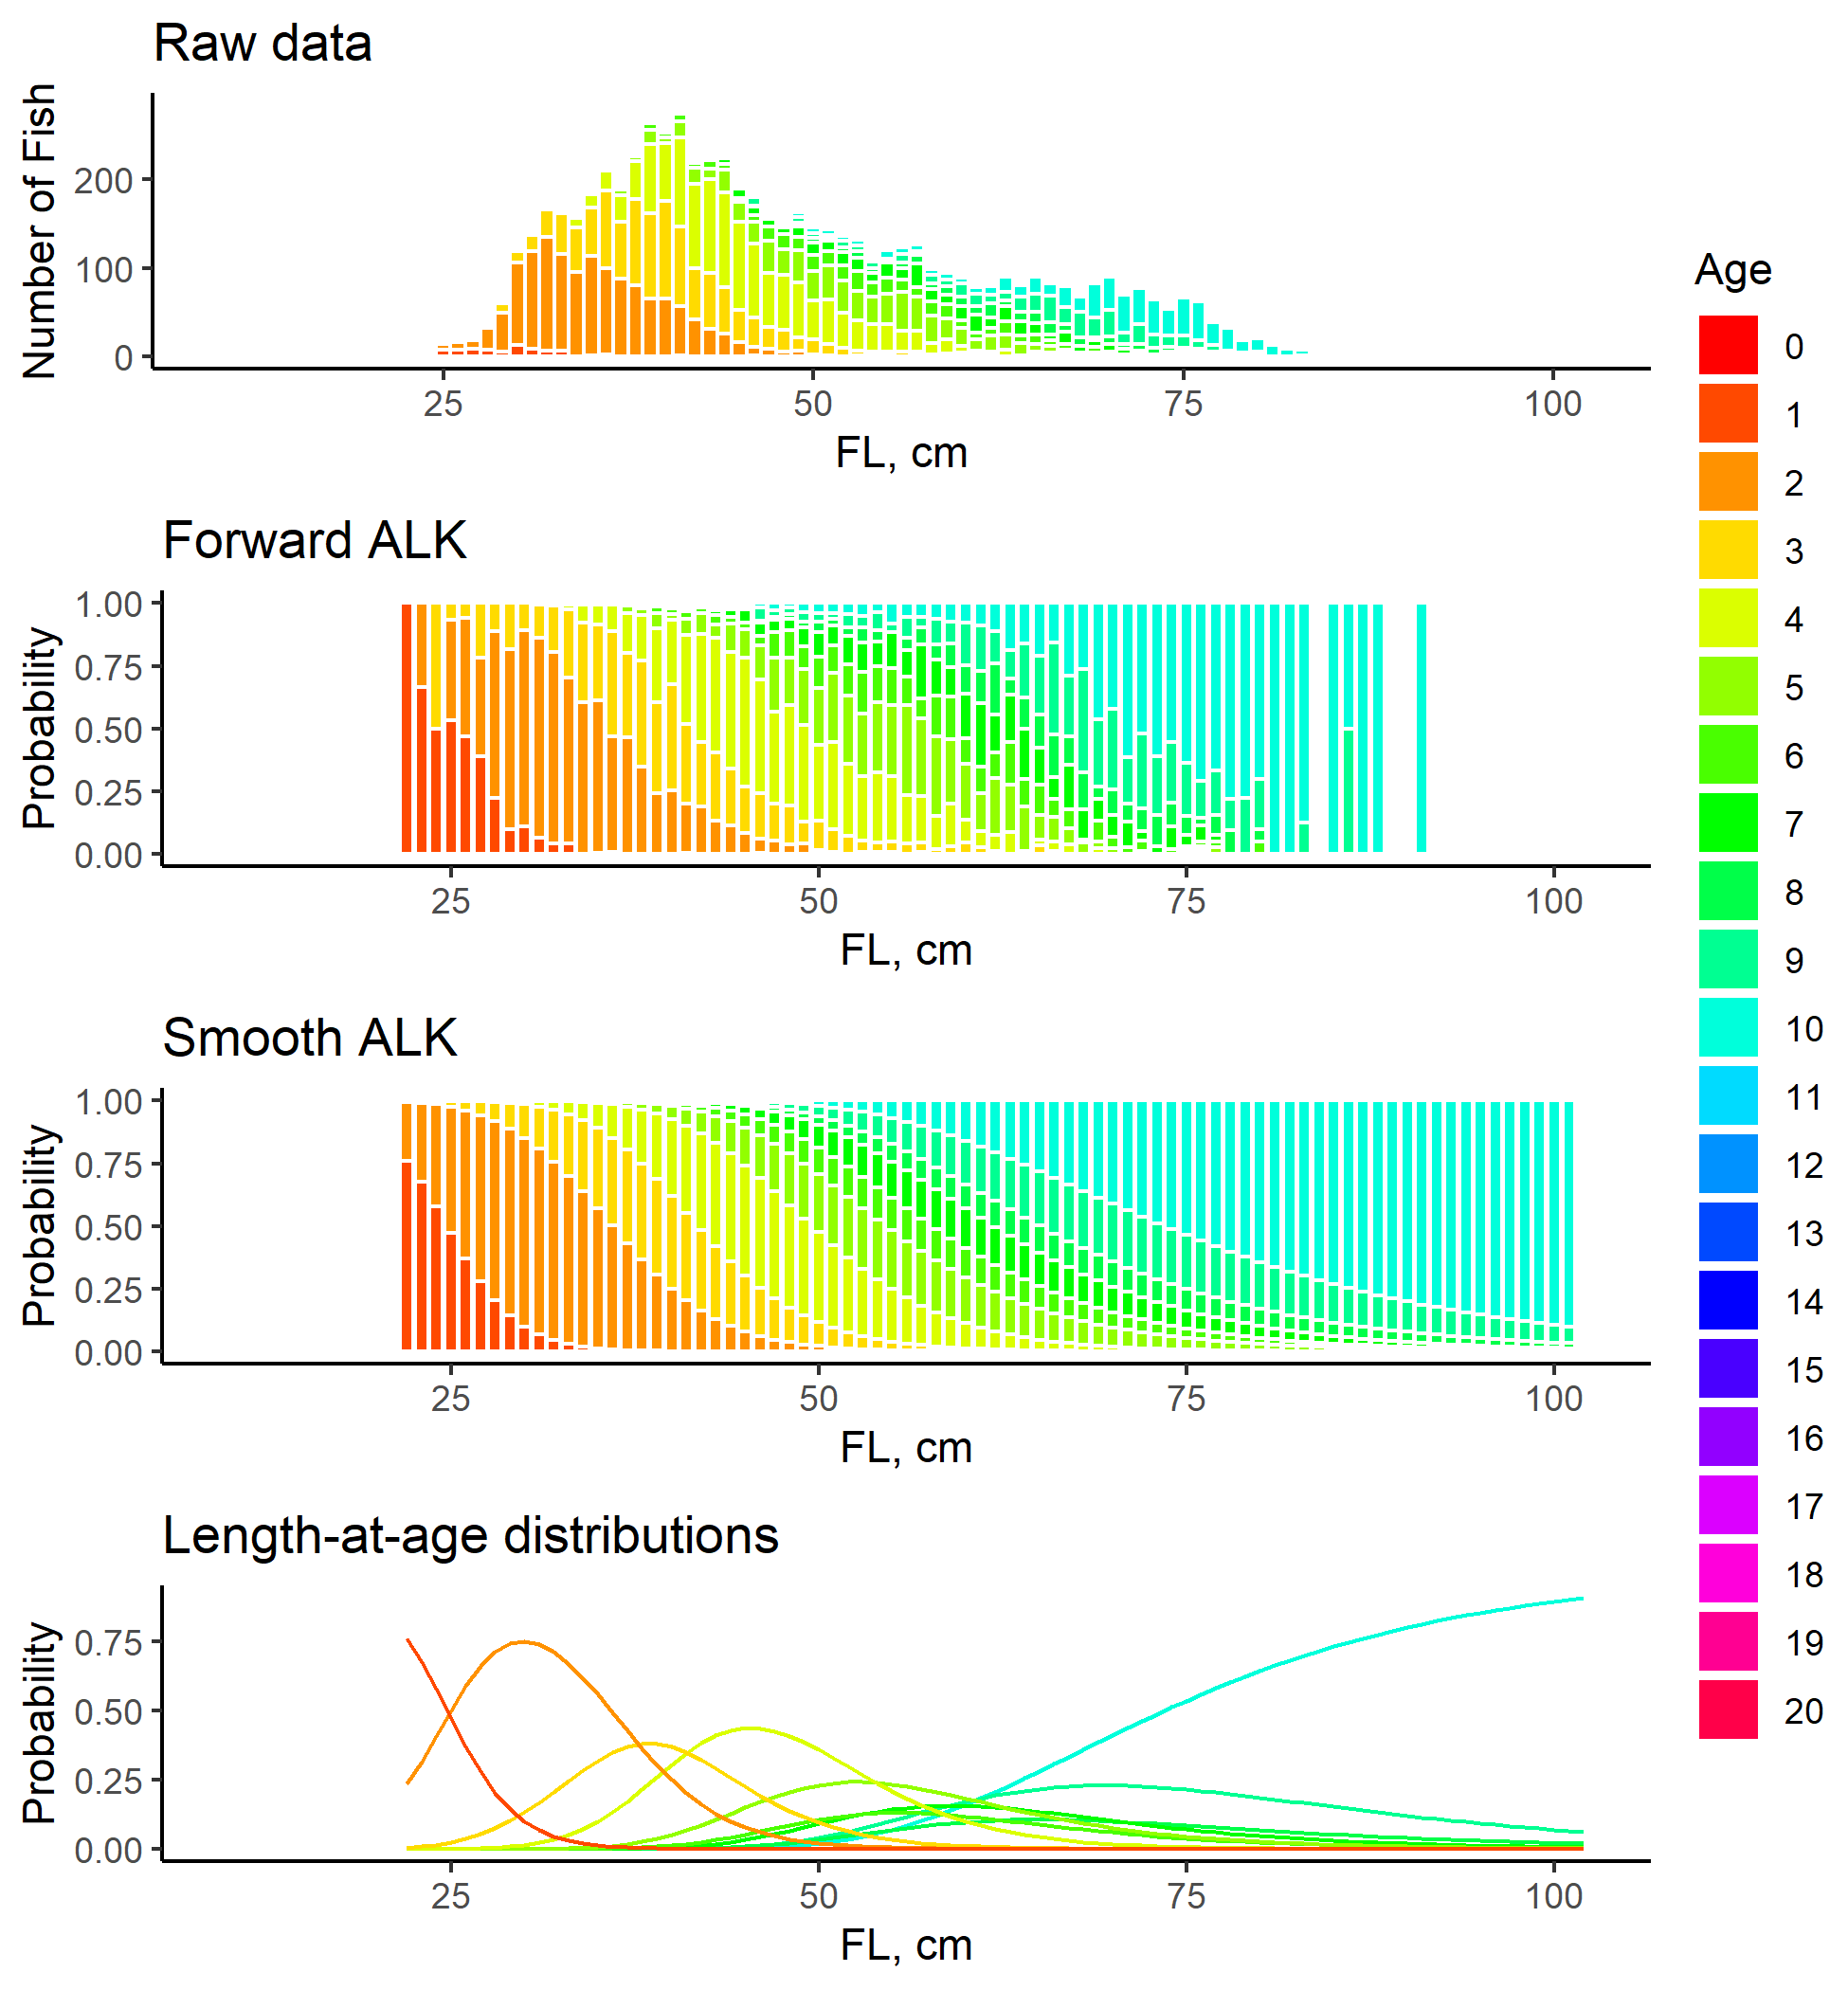 Raw data
Number of Fish
200
100
0
25 50 75 100
FL, cm
Forward ALK
Probability
1.00
0.75
0.50
0.25
0.00
25 50 75 100
FL, cm
Smooth ALK
Probability
1.00
0.75
0.50
0.25
0.00
25 50 75 100
FL, cm
Length-at-age distributions
Probability
0.75
0.50
0.25
0.00
25 50 75 100
FL, cm
Age
0
1
2
3
4
5
6
7
8
9
10
11
12
13
14
15
16
17
18
19
20